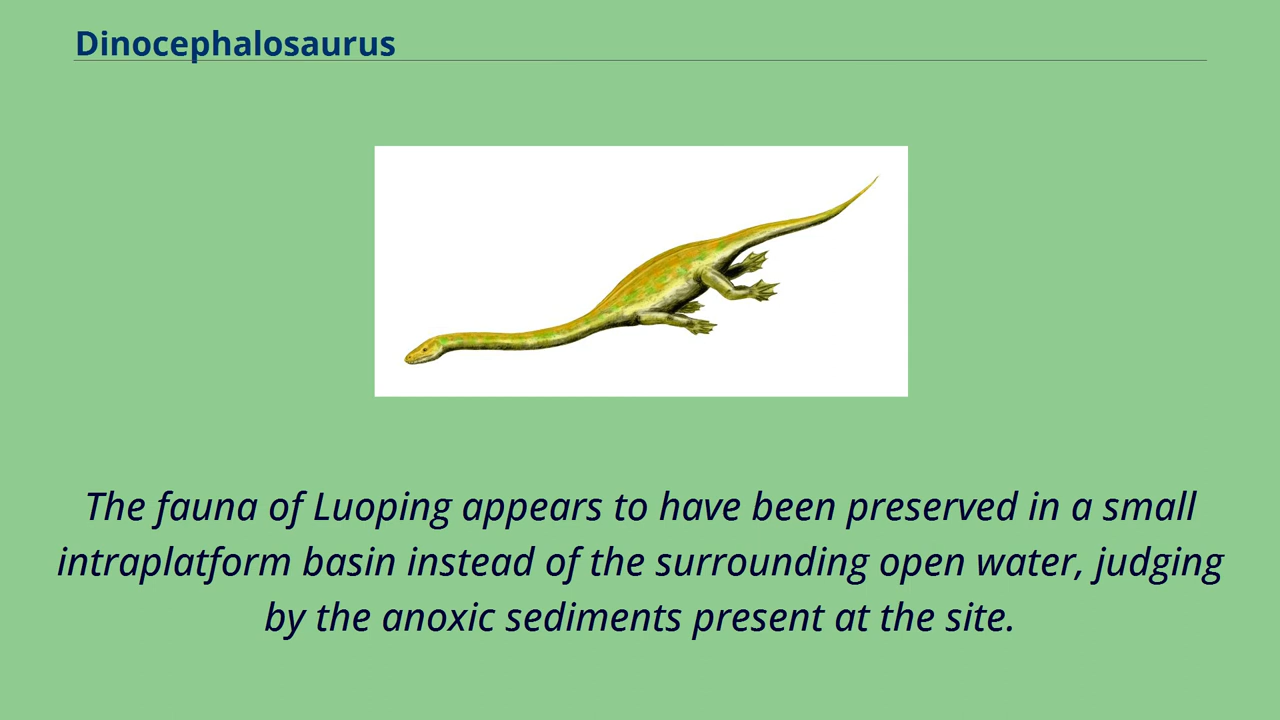 Dinocephalosaurus
The fauna of Luoping appears to have been preserved in a small
intraplatform basin instead of the surrounding open water, judging
by the anoxic sediments present at the site.